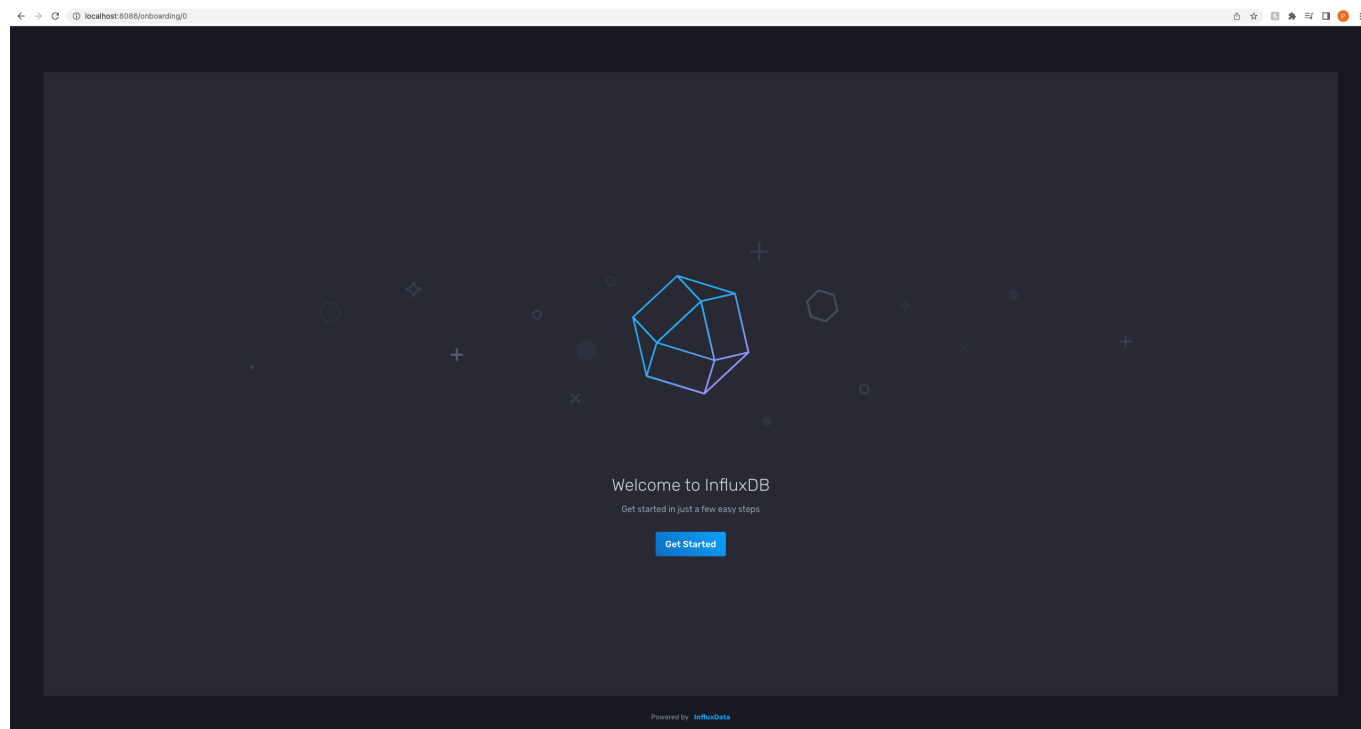 localhost:8086/onboarding/0
P
Welcome to InfluxDB
Get started in just a few easy steps
Get Started
Powered by InfluxData